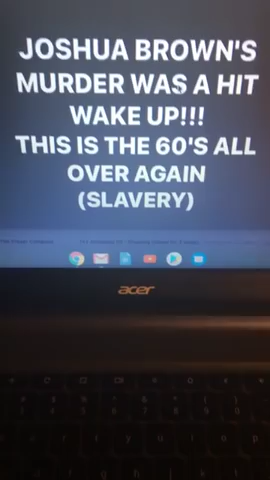 JOSHUA BROWN'S
MURDER WAS A HIT
WAKE UP!!!
THIS IS THE 60'S ALL
OVER AGAIN
(SLAVERY)
acer